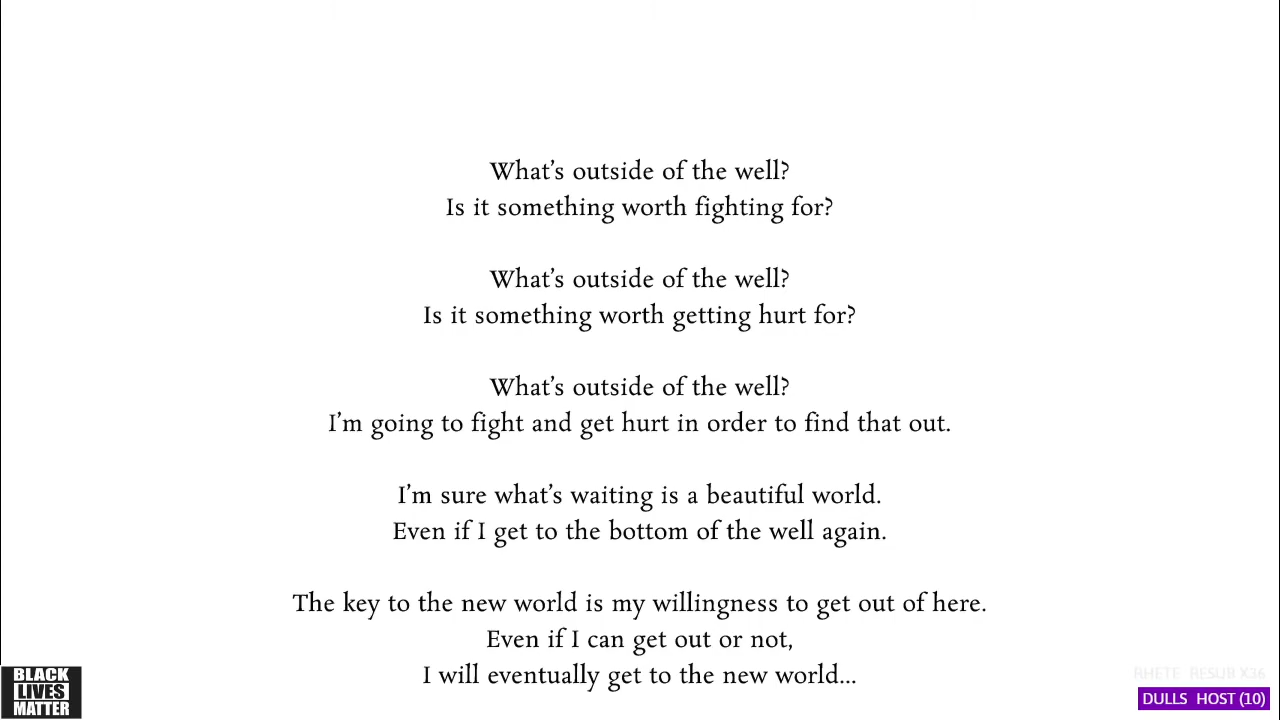 What's outside of the well?
Is it something worth fighting for?
What's outside of the well?
Is it something worth getting hurt for?
What's outside of the well?
I'm going to fight and get hurt in order to find that out.
I'm sure what's waiting is a beautiful world.
Even if I get to the bottom of the well again.
The key to the new world is my willingness to get out of here.
Even if I can get out or not,
I will eventually get to the new world...
BLACK
LIVES
MATTER
RHETE RESUB X36
DULLS HOST (10)